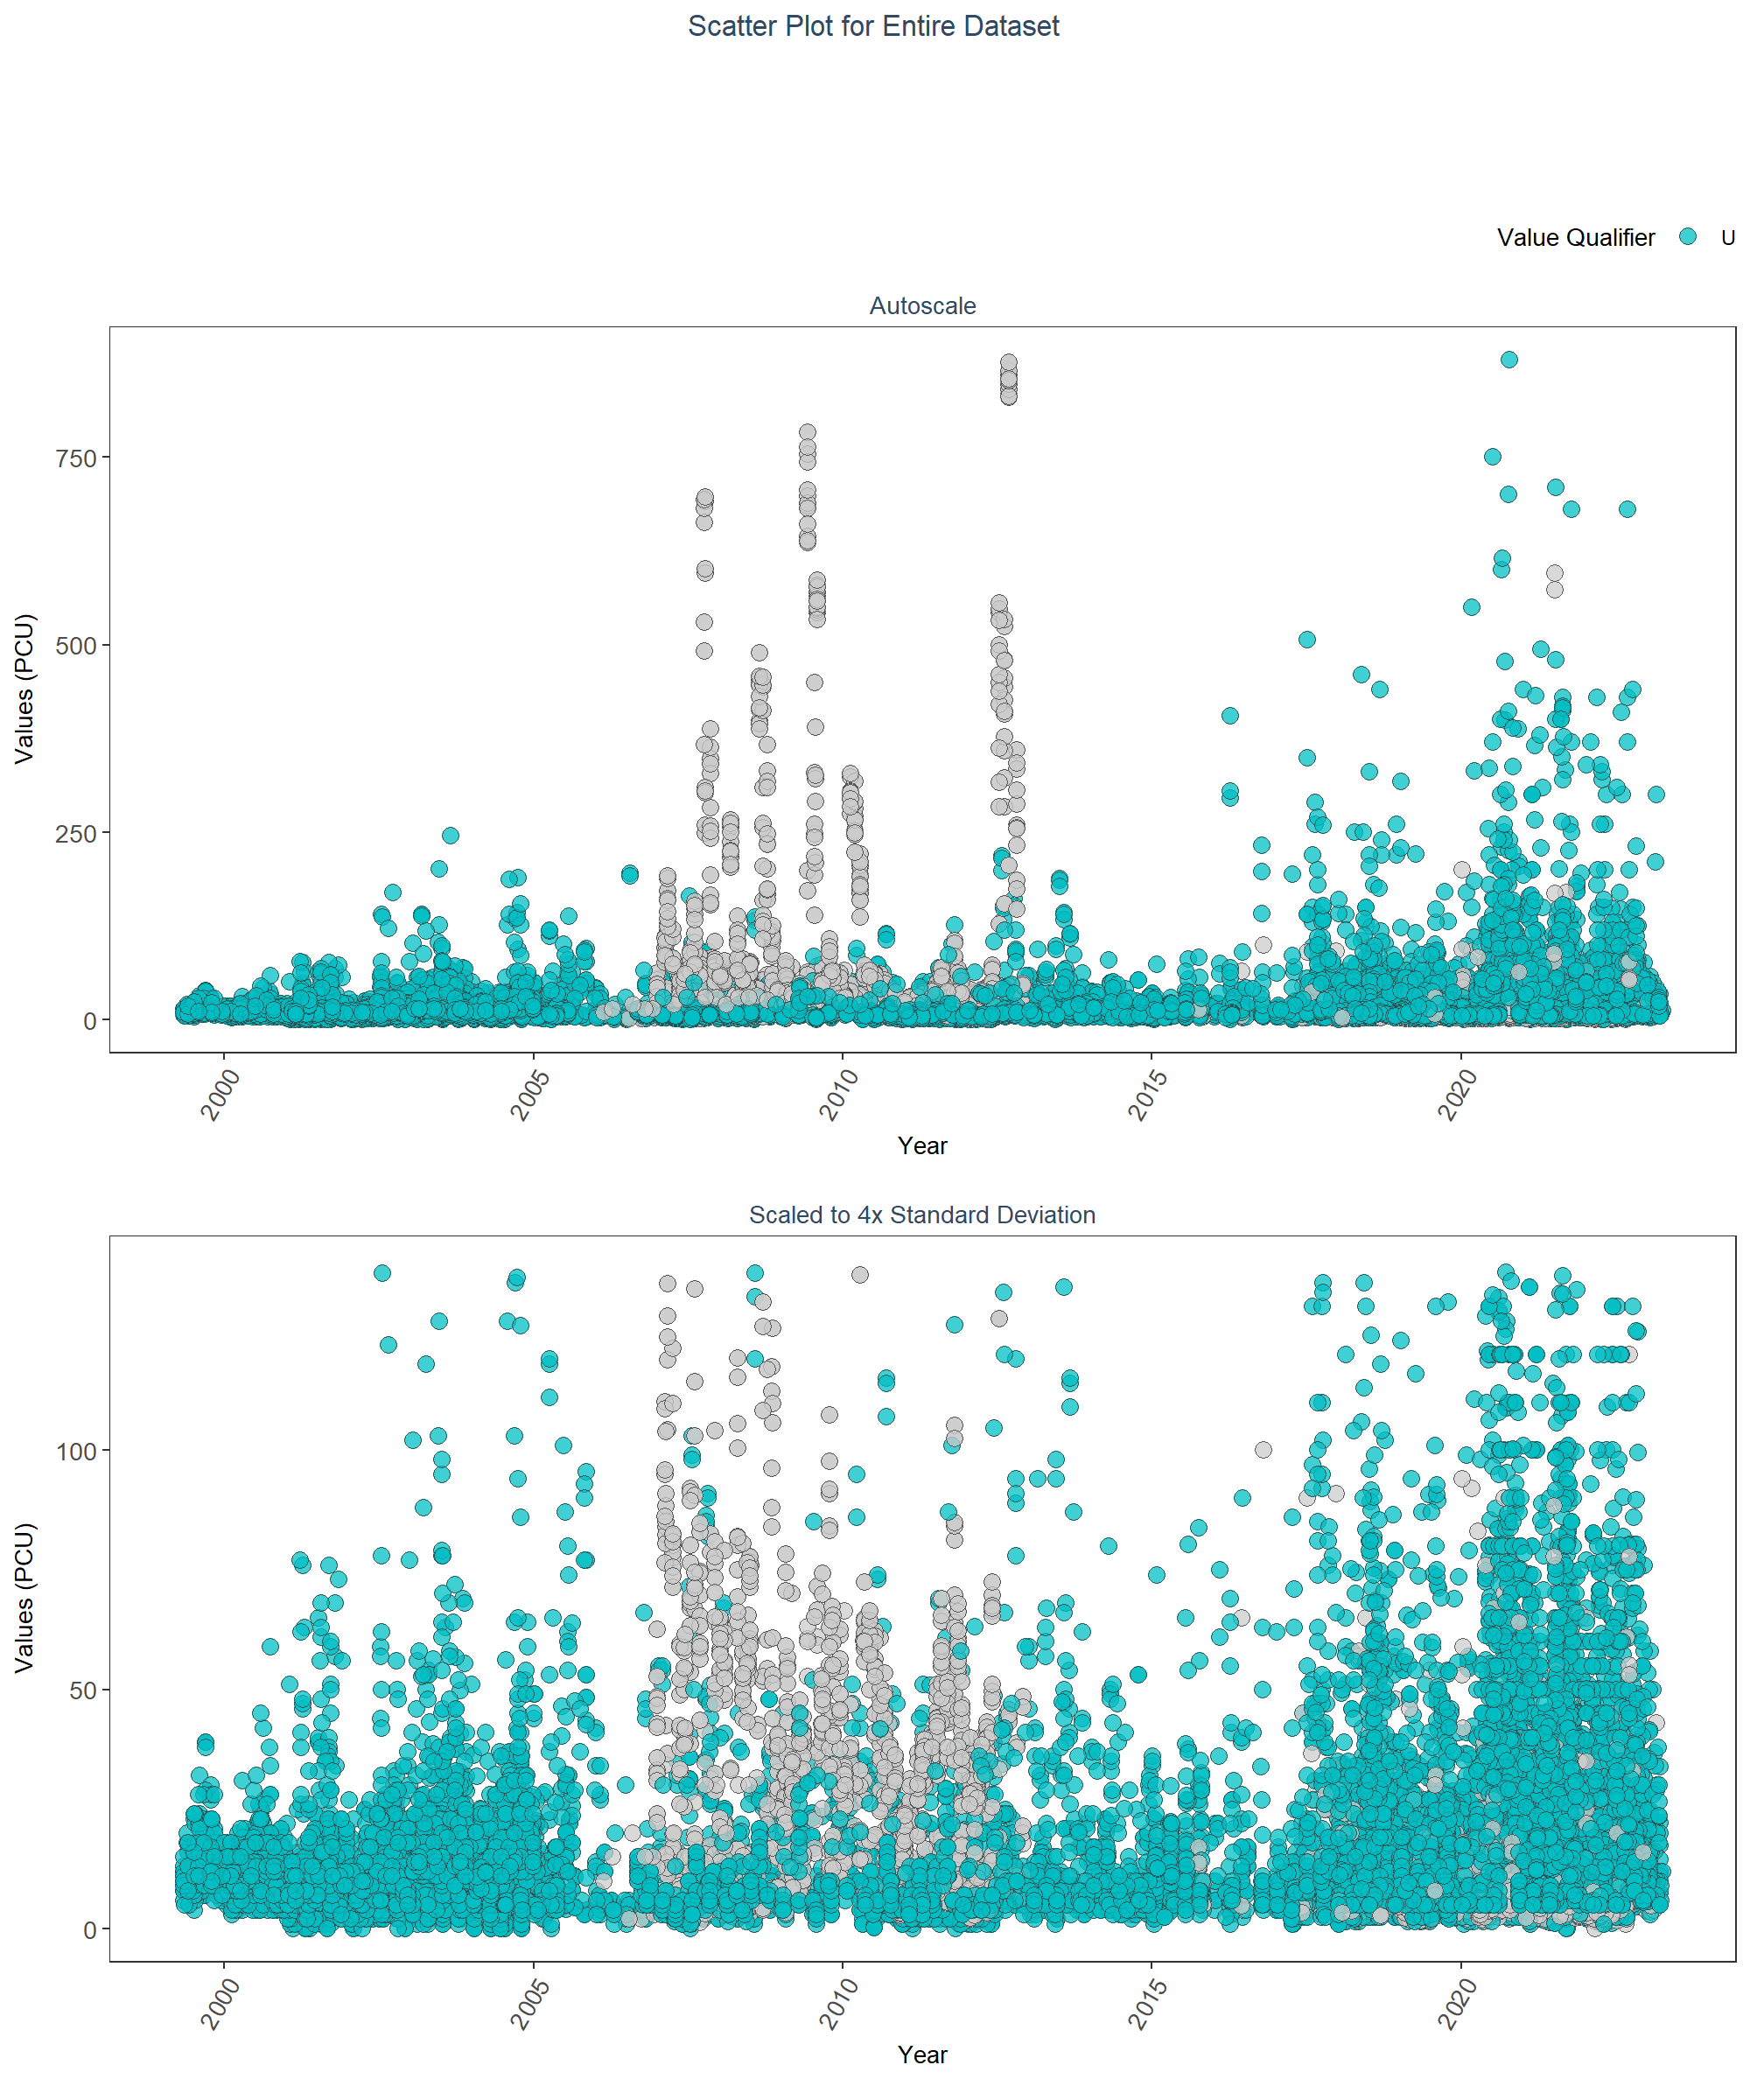 Scatter Plot for Entire Dataset
Value Qualifier U
Autoscale
Values (PCU)
750
500
250
0
2000 2005 2010 2015 2020
Year
Scaled to 4x Standard Deviation
Values (PCU)
100
50
0
2000 2005 2010 2015 2020
Year